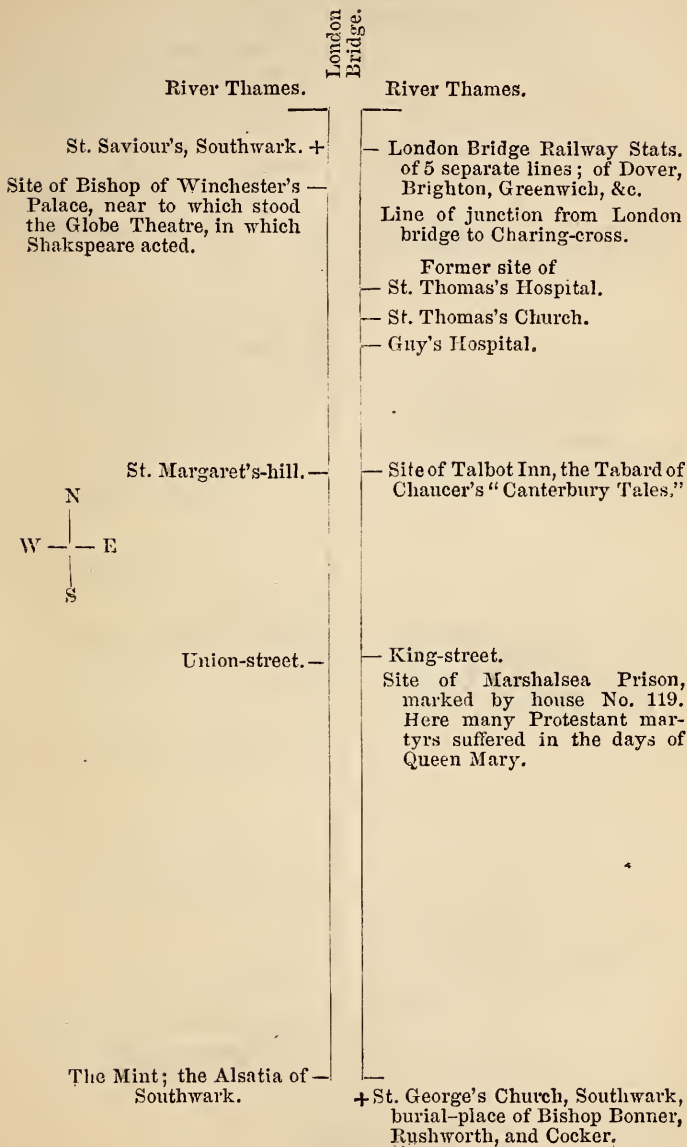 London
Bridge.
River Thames.
River Thames.
St. Saviour's, Southwark. +
Site of Bishop of Winchester's —
Palace, near to which stood
the Globe Theatre, in which
Shakspeare acted.
— London Bridge Railway Stats.
of 5 separate lines; of Dover,
Brighton, Greenwich, &c.
Line of junction from London
bridge to Charing-cross.
Former site of
— St. Thomas's Hospital.
— St. Thomas's Church.
— Guy's Hospital.
St. Margaret's-hill. —
— Site of Talbot Inn, the Tabard of
Chaucer's "Canterbury Tales."
N
W — — E
S
Union-street. —
— King-street.
Site of Marshalsea Prison,
marked by house No. 119.
Here many Protestant mar-
tyrs suffered in the days of
Queen Mary.
The Mint; the Alsatia of —
Southwark.
+ St. George's Church, Southwark,
burial-place of Bishop Bonner,
Rushworth, and Cocker.